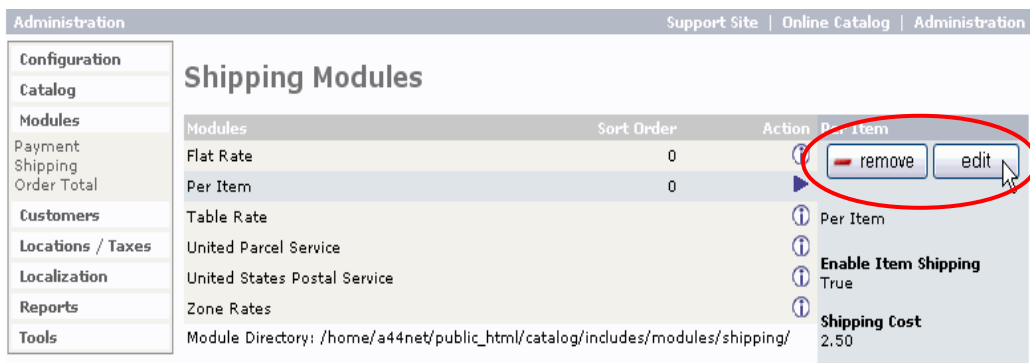 Administration Support Site | Online Catalog | Administration
Configuration
Catalog
Modules
Payment
Shipping
Order Total
Customers
Locations / Taxes
Localization
Reports
Tools
Shipping Modules
Modules Sort Order Action
Flat Rate 0
Per Item 0
Table Rate
United Parcel Service
United States Postal Service
Zone Rates
Module Directory: /home/a44net/public_html/catalog/includes/modules/shipping/
Per Item
remove edit
Per Item
Enable Item Shipping
True
Shipping Cost
2.50